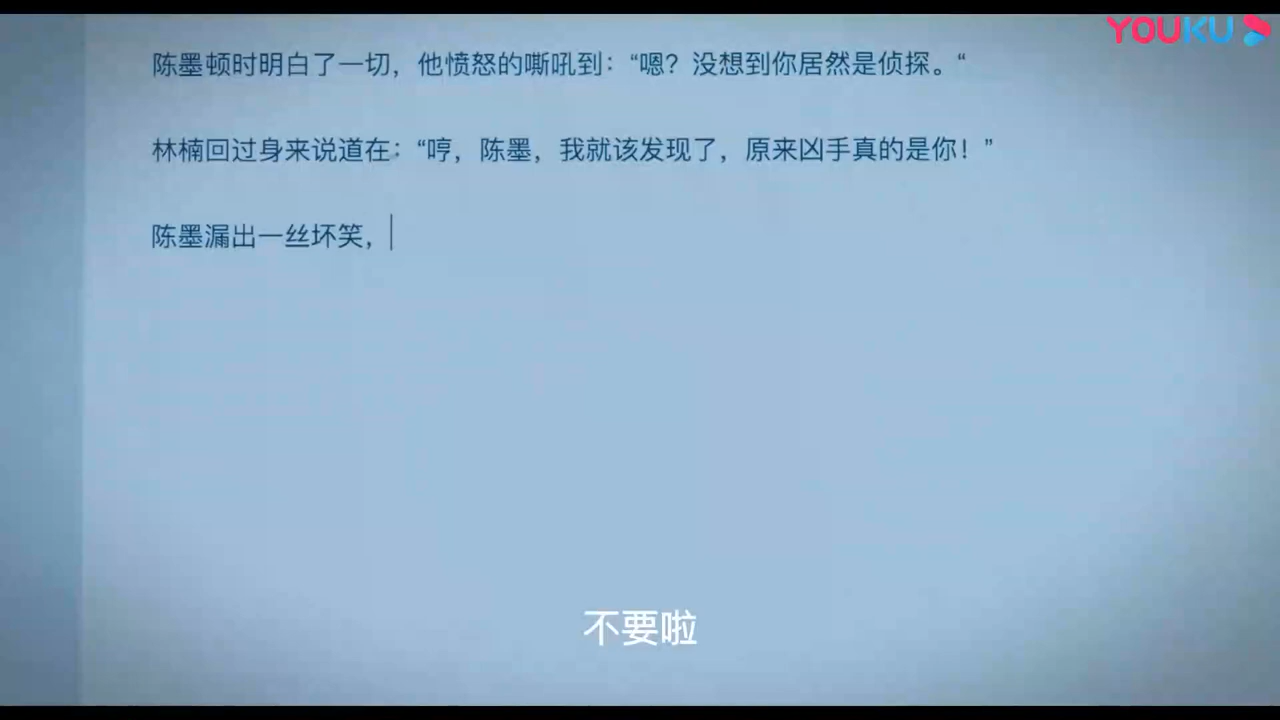 YOUKU
陈墨顿时明白了一切，他愤怒的嘶吼到：“嗯？没想到你居然是侦探。“
林楠回过身来说道在：“哼，陈墨，我就该发现了，原来凶手真的是你！”
陈墨漏出一丝坏笑，
不要啦